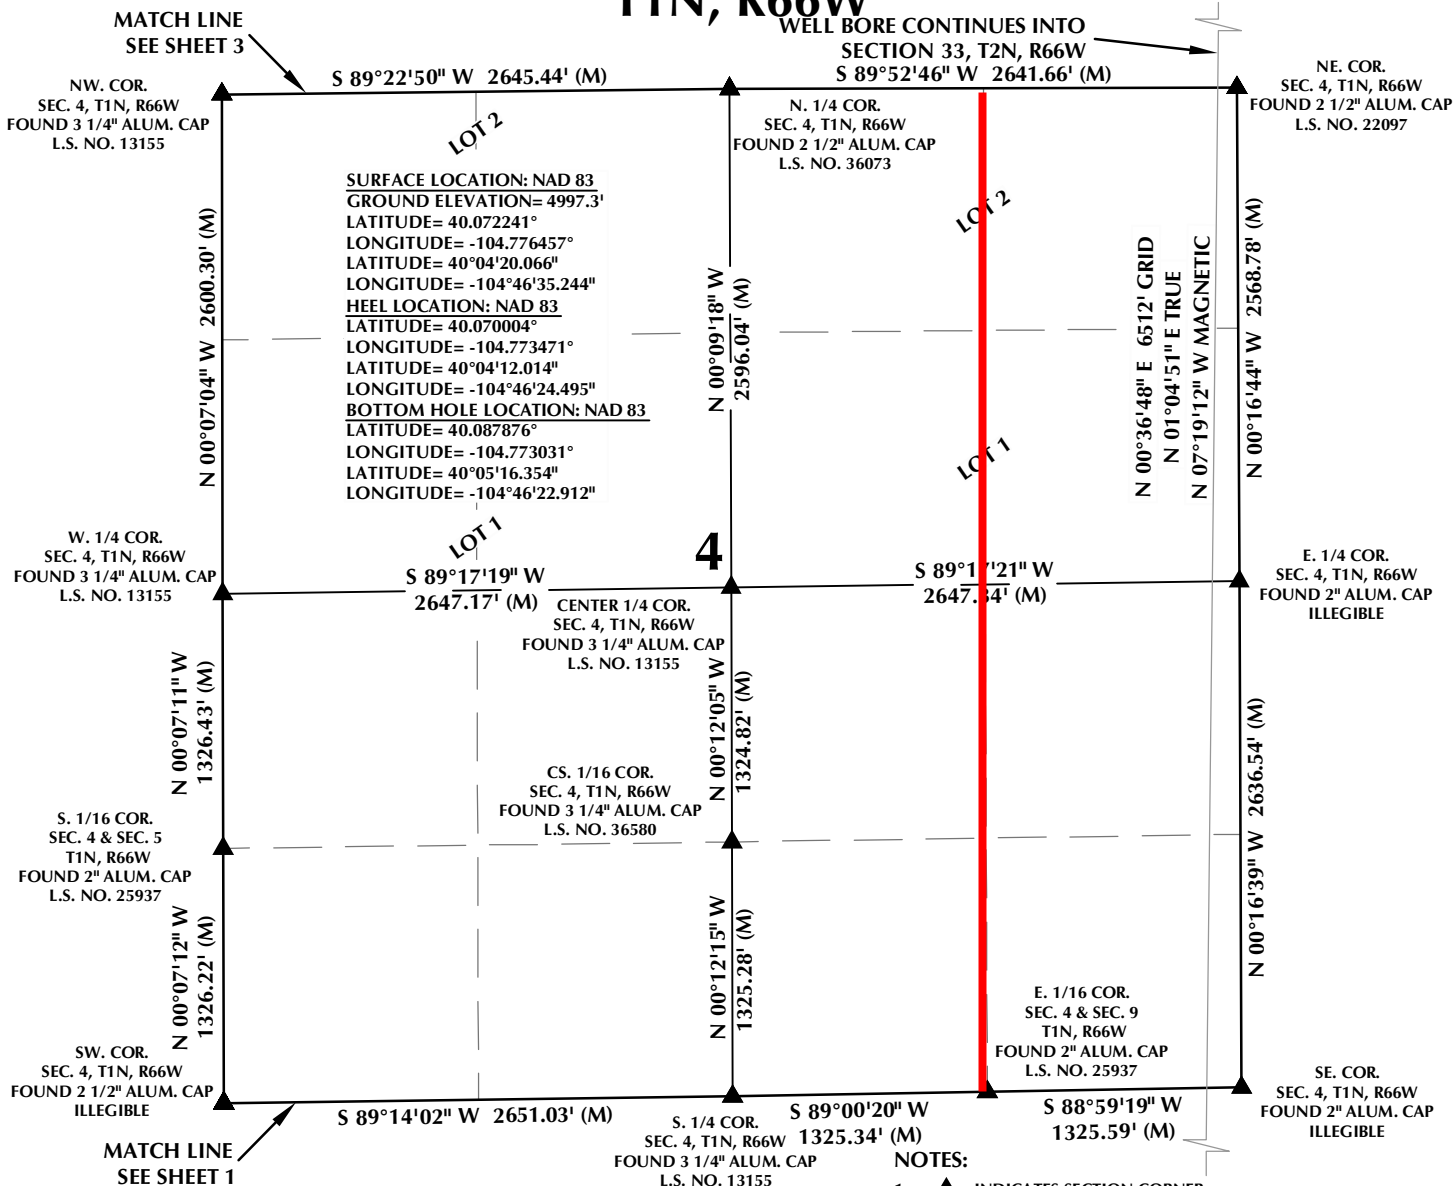 T1N, R66W
MATCH LINE
SEE SHEET 3
WELL BORE CONTINUES INTO
SECTION 33, T2N, R66W
S 89°22'50" W 2645.44' (M)
S 89°52'46" W 2641.66' (M)
NW. COR.
SEC. 4, T1N, R66W
FOUND 3 1/4" ALUM. CAP
L.S. NO. 13155
N. 1/4 COR.
SEC. 4, T1N, R66W
FOUND 2 1/2" ALUM. CAP
L.S. NO. 36073
NE. COR.
SEC. 4, T1N, R66W
FOUND 2 1/2" ALUM. CAP
L.S. NO. 22097
LOT 2
SURFACE LOCATION: NAD 83
GROUND ELEVATION= 4997.3'
LATITUDE= 40.072241°
LONGITUDE= -104.776457°
LATITUDE= 40°04'20.066"
LONGITUDE= -104°46'35.244"
HEEL LOCATION: NAD 83
LATITUDE= 40.070004°
LONGITUDE= -104.773471°
LATITUDE= 40°04'12.014"
LONGITUDE= -104°46'24.495"
BOTTOM HOLE LOCATION: NAD 83
LATITUDE= 40.087876°
LONGITUDE= -104.773031°
LATITUDE= 40°05'16.354"
LONGITUDE= -104°46'22.912"
LOT 1
LOT 2
LOT 1
N 00°07'04" W 2600.30' (M)
N 00°09'18" W
2596.04' (M)
N 00°36'48" E 6512' GRID
N 01°04'51" E TRUE
N 07°19'12" W MAGNETIC
N 00°16'44" W 2568.78' (M)
W. 1/4 COR.
SEC. 4, T1N, R66W
FOUND 3 1/4" ALUM. CAP
L.S. NO. 13155
4
S 89°17'19" W
2647.17' (M)
S 89°17'21" W
2647.34' (M)
CENTER 1/4 COR.
SEC. 4, T1N, R66W
FOUND 3 1/4" ALUM. CAP
L.S. NO. 13155
E. 1/4 COR.
SEC. 4, T1N, R66W
FOUND 2" ALUM. CAP
ILLEGIBLE
N 00°07'11" W
1326.43' (M)
N 00°12'05" W
1324.82' (M)
N 00°16'39" W 2636.54' (M)
CS. 1/16 COR.
SEC. 4, T1N, R66W
FOUND 3 1/4" ALUM. CAP
L.S. NO. 36580
S. 1/16 COR.
SEC. 4 & SEC. 5
T1N, R66W
FOUND 2" ALUM. CAP
L.S. NO. 25937
N 00°07'12" W
1326.22' (M)
N 00°12'15" W
1325.28' (M)
E. 1/16 COR.
SEC. 4 & SEC. 9
T1N, R66W
FOUND 2" ALUM. CAP
L.S. NO. 25937
SW. COR.
SEC. 4, T1N, R66W
FOUND 2 1/2" ALUM. CAP
ILLEGIBLE
SE. COR.
SEC. 4, T1N, R66W
FOUND 2" ALUM. CAP
ILLEGIBLE
S 89°14'02" W 2651.03' (M)
S 89°00'20" W
1325.34' (M)
S 88°59'19" W
1325.59' (M)
S. 1/4 COR.
SEC. 4, T1N, R66W
FOUND 3 1/4" ALUM. CAP
L.S. NO. 13155
MATCH LINE
SEE SHEET 1
NOTES:
INDICATES SECTION CORNER